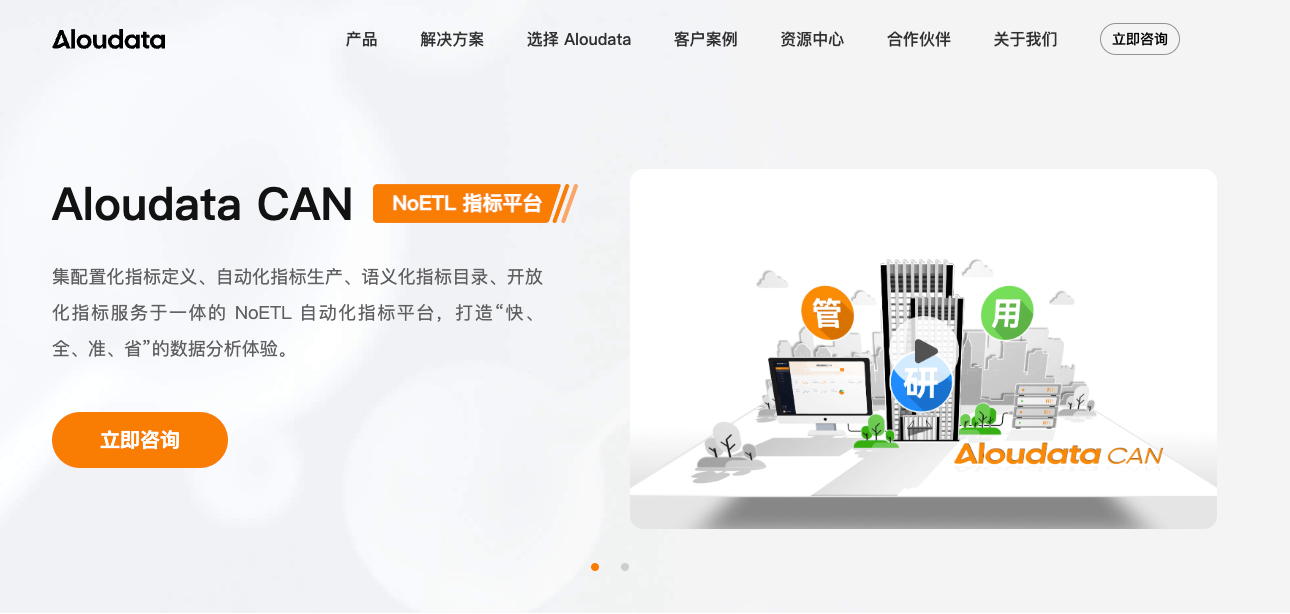 Aloudata 产品 解决方案 选择 Aloudata 客户案例 资源中心 合作伙伴 关于我们 立即咨询
Aloudata CAN NoETL 指标平台
集配置化指标定义、自动化指标生产、语义化指标目录、开放
化指标服务于一体的 NoETL 自动化指标平台，打造“快、
全、准、省”的数据分析体验。
立即咨询
管
用
研
Aloudata CAN